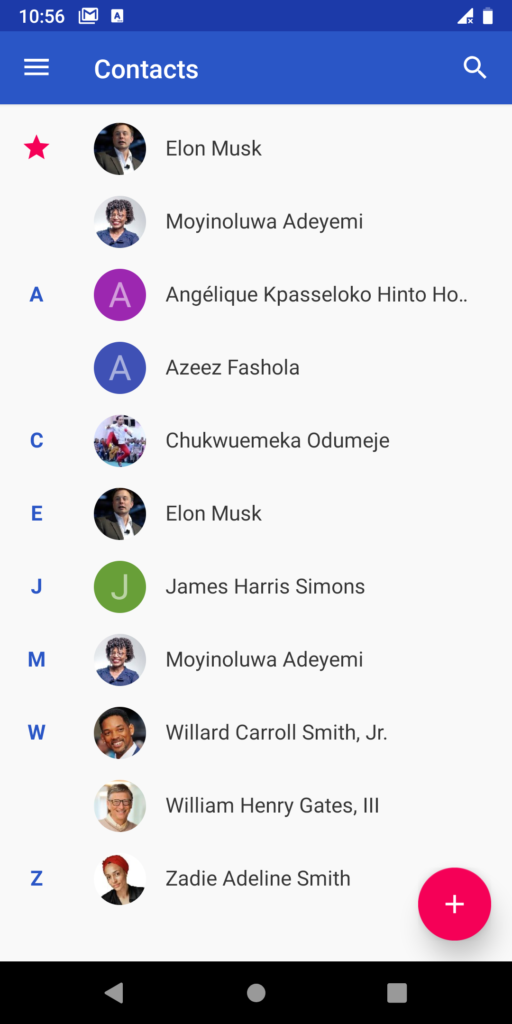 10:56
Contacts
Elon Musk
Moyinoluwa Adeyemi
A
A
Angélique Kpasseloko Hinto Ho..
A
Azeez Fashola
C
Chukwuemeka Odumeje
E
Elon Musk
J
J
James Harris Simons
M
Moyinoluwa Adeyemi
W
Willard Carroll Smith, Jr.
William Henry Gates, III
Z
Zadie Adeline Smith